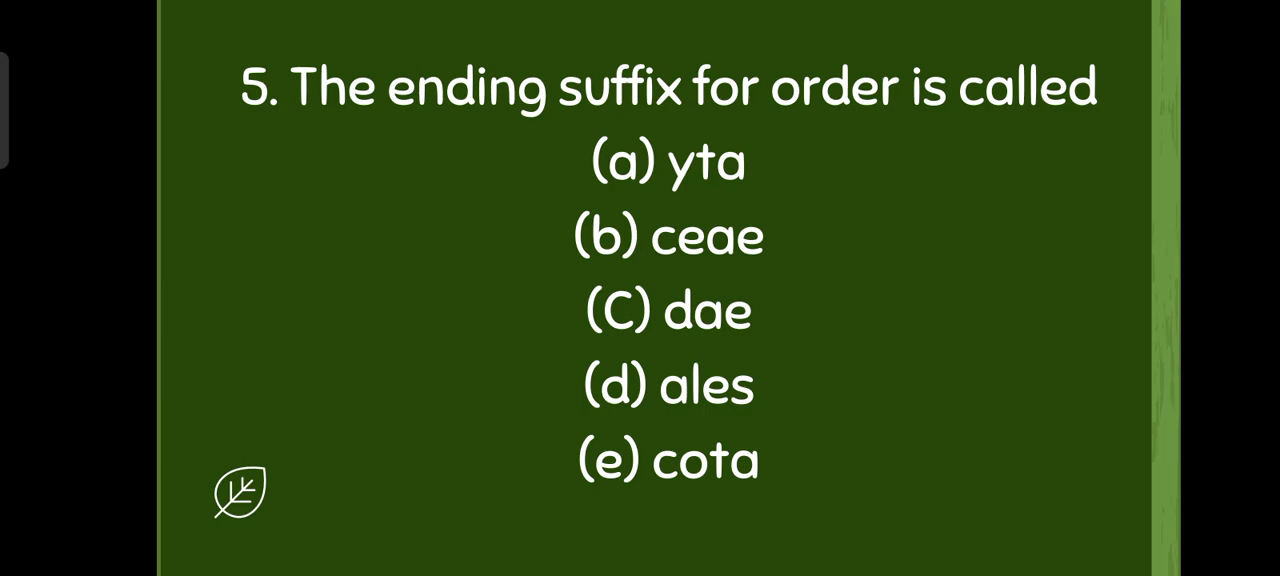 5. The ending suffix for order is called
(a) yta
(b) ceae
(C) dae
(d) ales
(e) cota